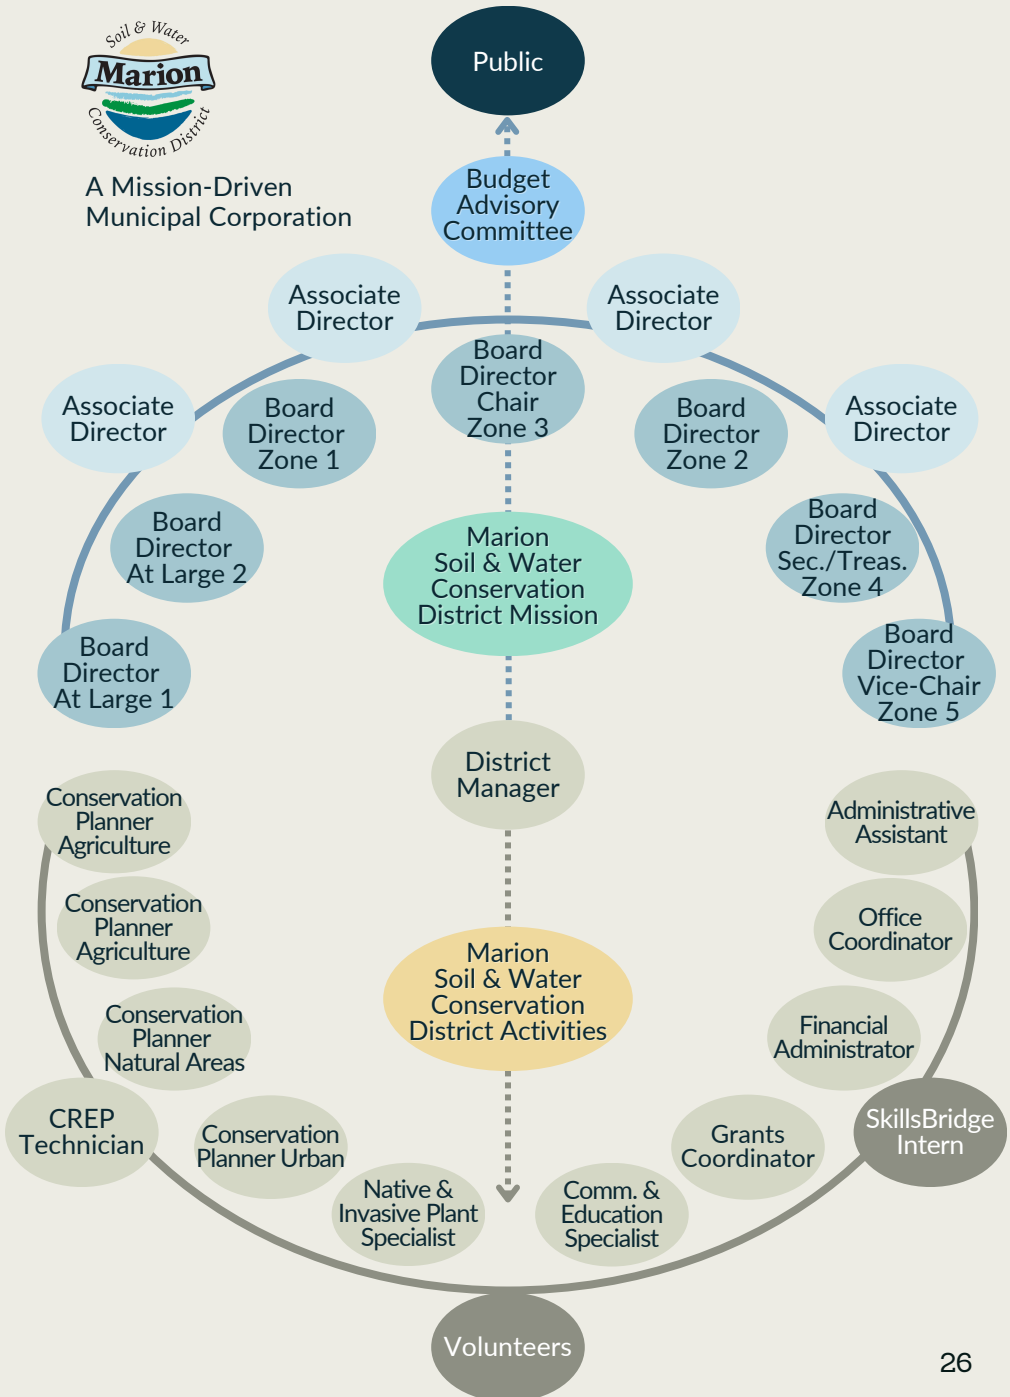 Soil & Water
Marion
Conservation District
A Mission-Driven
Municipal Corporation
Public
Budget
Advisory
Committee
Associate
Director
Associate
Director
Associate
Director
Board
Director
Zone 1
Board
Director
Chair
Zone 3
Board
Director
Zone 2
Associate
Director
Board
Director
At Large 2
Marion
Soil & Water
Conservation
District Mission
Board
Director
Sec./Treas.
Zone 4
Board
Director
At Large 1
Board
Director
Vice-Chair
Zone 5
District
Manager
Conservation
Planner
Agriculture
Administrative
Assistant
Conservation
Planner
Agriculture
Office
Coordinator
Marion
Soil & Water
Conservation
District Activities
Conservation
Planner
Natural Areas
Financial
Administrator
CREP
Technician
Conservation
Planner Urban
Grants
Coordinator
SkillsBridge
Intern
Native &
Invasive Plant
Specialist
Comm. &
Education
Specialist
Volunteers
26